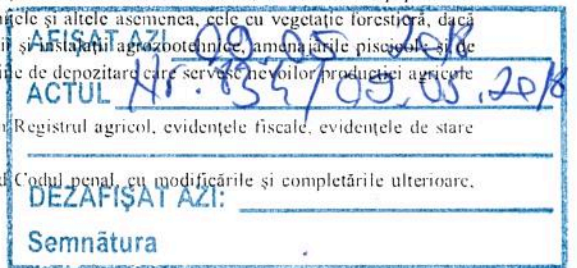 ntele și altele asemenea, cele cu vegetație forestieră, dacă
ii și instalații agrozootehnice, amenajările piscicole și de
AFIȘAT AZI 09.05 2018
de depozitare care servesc nevoilor producției agricole
ACTUL Nr. 834/09.05.2018
Registrul agricol, evidențele fiscale, evidențele de stare
Codul penal, cu modificările și completările ulterioare,
DEZAFIȘAT AZI:
Semnătura